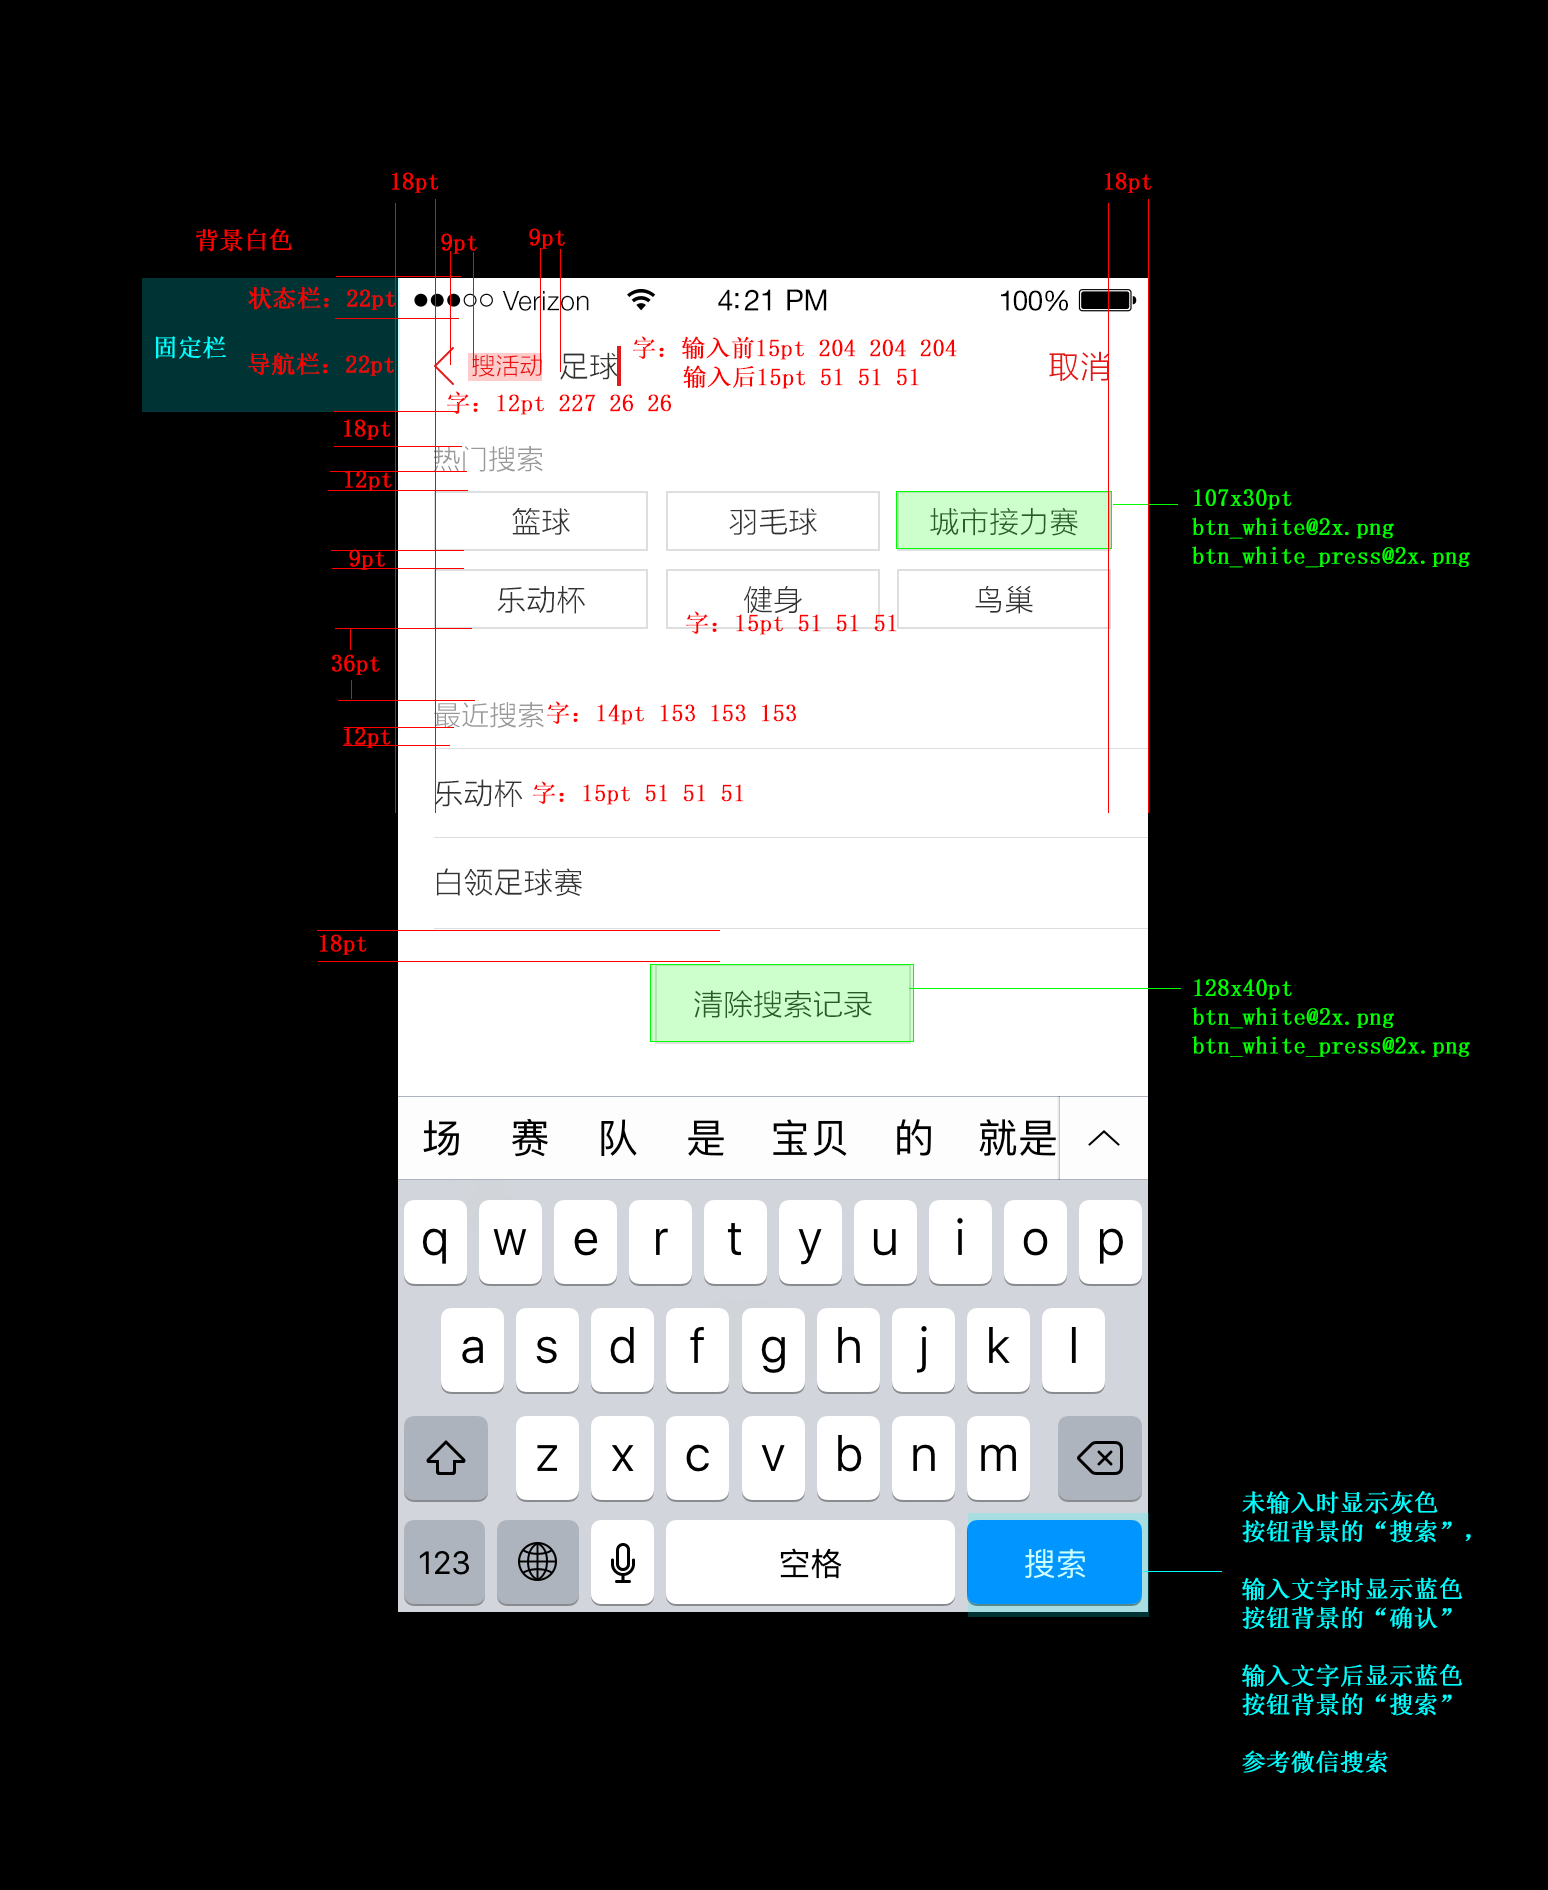 18pt
18pt
背景白色
9pt
9pt
状态栏：22pt
Verizon
4:21 PM
100%
固定栏
导航栏：22pt
搜活动
足球
字：输入前15pt 204 204 204
输入后15pt 51 51 51
取消
字：12pt 227 26 26
18pt
热门搜索
12pt
篮球
羽毛球
城市接力赛
107x30pt
btn_white@2x.png
btn_white_press@2x.png
9pt
乐动杯
健身
鸟巢
字：15pt 51 51 51
36pt
最近搜索
字：14pt 153 153 153
12pt
乐动杯
字：15pt 51 51 51
白领足球赛
18pt
清除搜索记录
128x40pt
btn_white@2x.png
btn_white_press@2x.png
场 赛 队 是 宝贝 的 就是
q w e r t y u i o p
a s d f g h j k l
z x c v b n m
123
空格
搜索
未输入时显示灰色
按钮背景的“搜索”，
输入文字时显示蓝色
按钮背景的“确认”
输入文字后显示蓝色
按钮背景的“搜索”
参考微信搜索